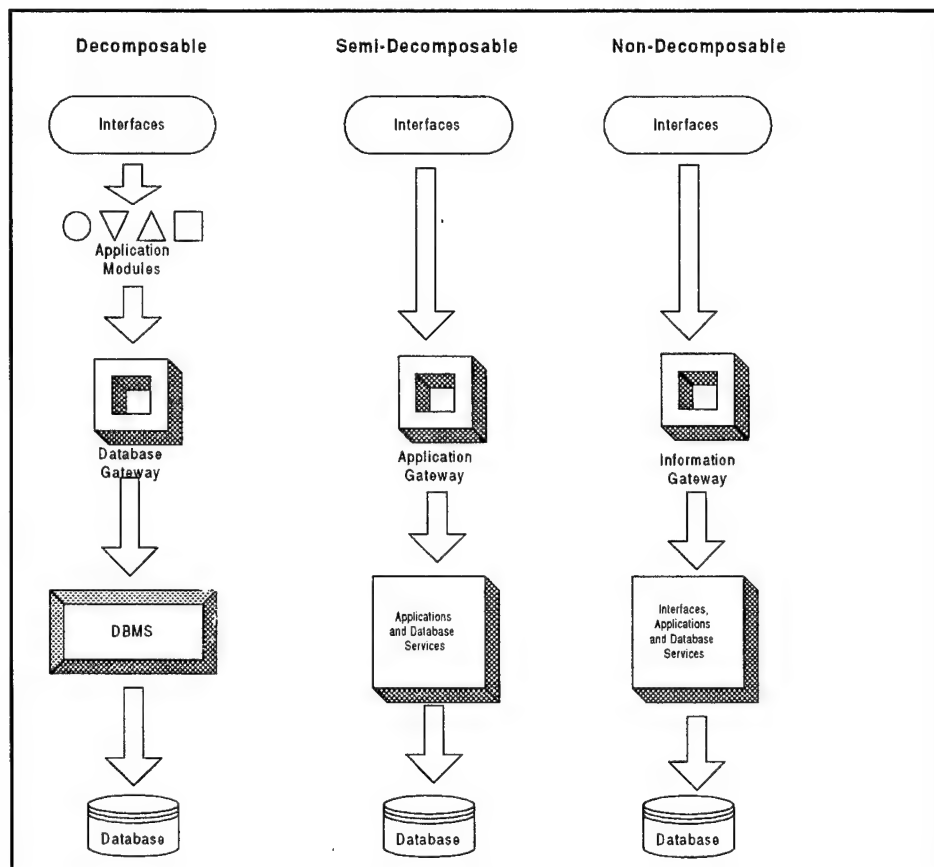 Decomposable
Semi-Decomposable
Non-Decomposable
Interfaces
Interfaces
Interfaces
Application
Modules
Database
Gateway
Application
Gateway
Information
Gateway
DBMS
Applications
and Database
Services
Interfaces,
Applications
and Database
Services
Database
Database
Database